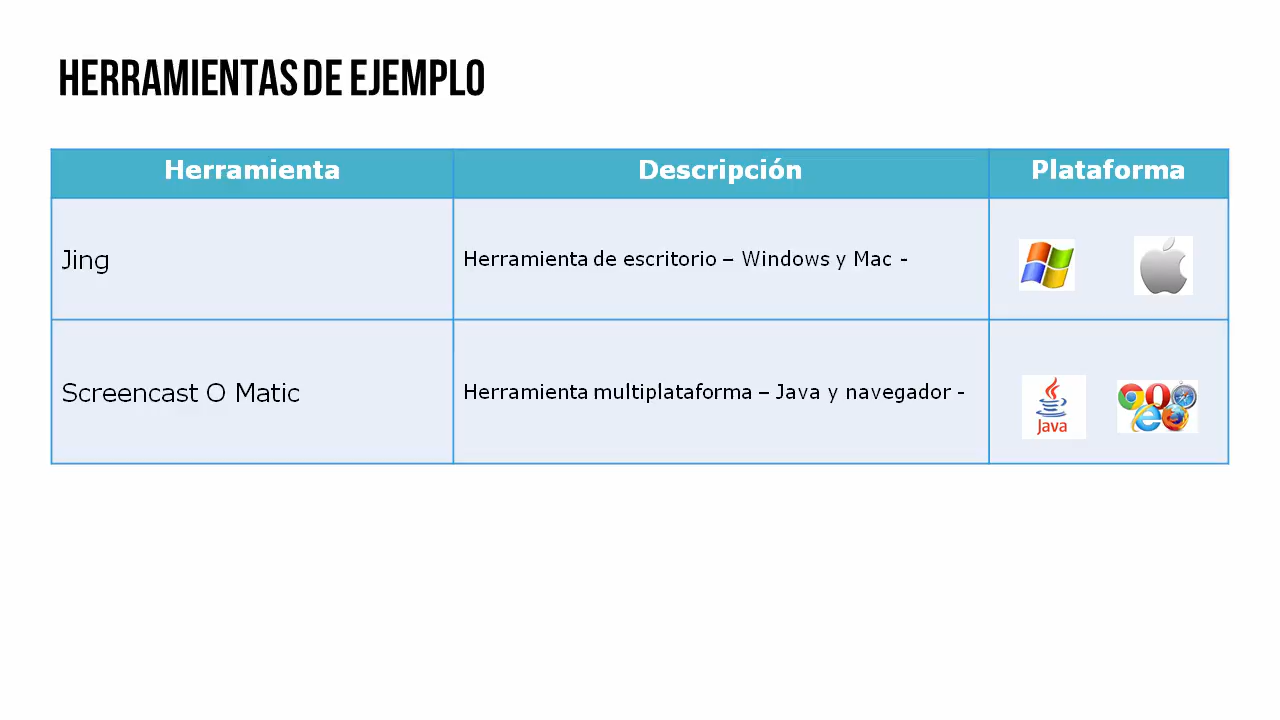 HERRAMIENTAS DE EJEMPLO
Herramienta Descripción Plataforma
Jing Herramienta de escritorio – Windows y Mac -
Screencast O Matic Herramienta multiplataforma – Java y navegador -
Java